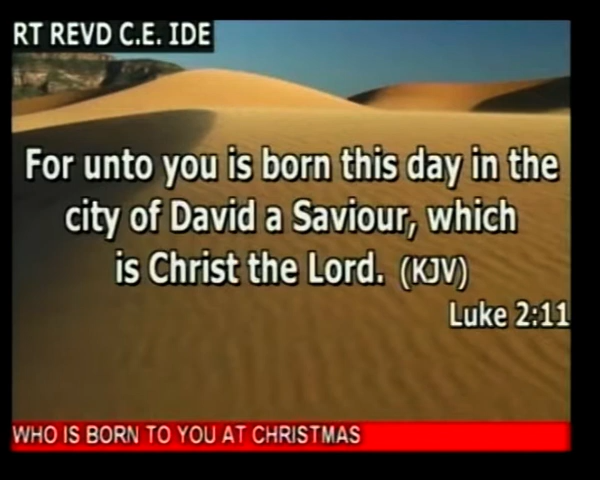 RT REVD C.E. IDE
For unto you is born this day in the
city of David a Saviour, which
is Christ the Lord. (KJV)
Luke 2:11
WHO IS BORN TO YOU AT CHRISTMAS